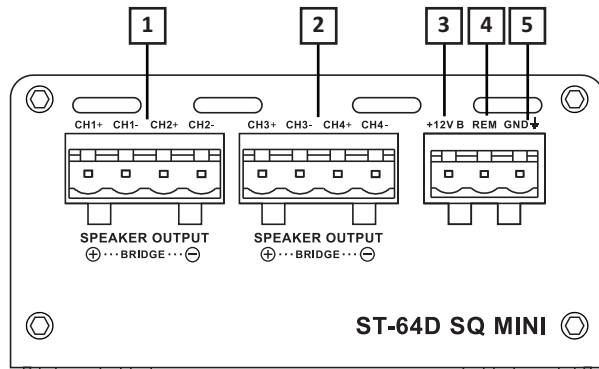 1 2 3 4 5
CH1+ CH1- CH2+ CH2- CH3+ CH3- CH4+ CH4- +12V B REM GND
SPEAKER OUTPUT SPEAKER OUTPUT
+ ··· BRIDGE ··· − + ··· BRIDGE ··· −
ST-64D SQ MINI